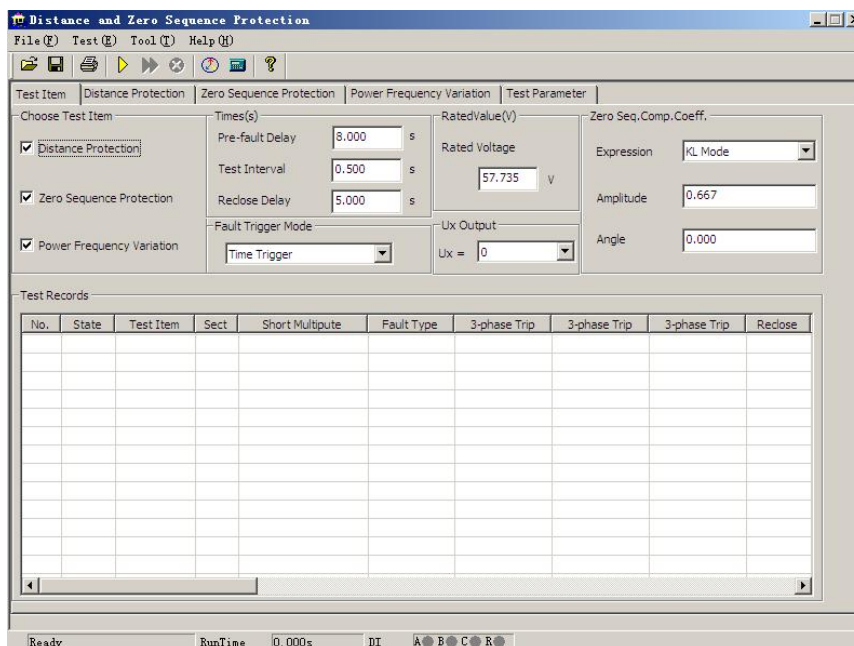 Distance and Zero Sequence Protection
File(F) Test(E) Tool(T) Help(H)
Test Item Distance Protection Zero Sequence Protection Power Frequency Variation Test Parameter
Choose Test Item
Distance Protection
Zero Sequence Protection
Power Frequency Variation
Times(s)
Pre-fault Delay 8.000 s
Test Interval 0.500 s
Reclose Delay 5.000 s
Fault Trigger Mode
Time Trigger
RatedValue(V)
Rated Voltage
57.735 V
Ux Output
Ux = 0
Zero Seq.Comp.Coeff.
Expression KL Mode
Amplitude 0.667
Angle 0.000
Test Records
No. State Test Item Sect Short Multipute Fault Type 3-phase Trip 3-phase Trip 3-phase Trip Reclose
Ready RunTime 0.000s DI A B C R